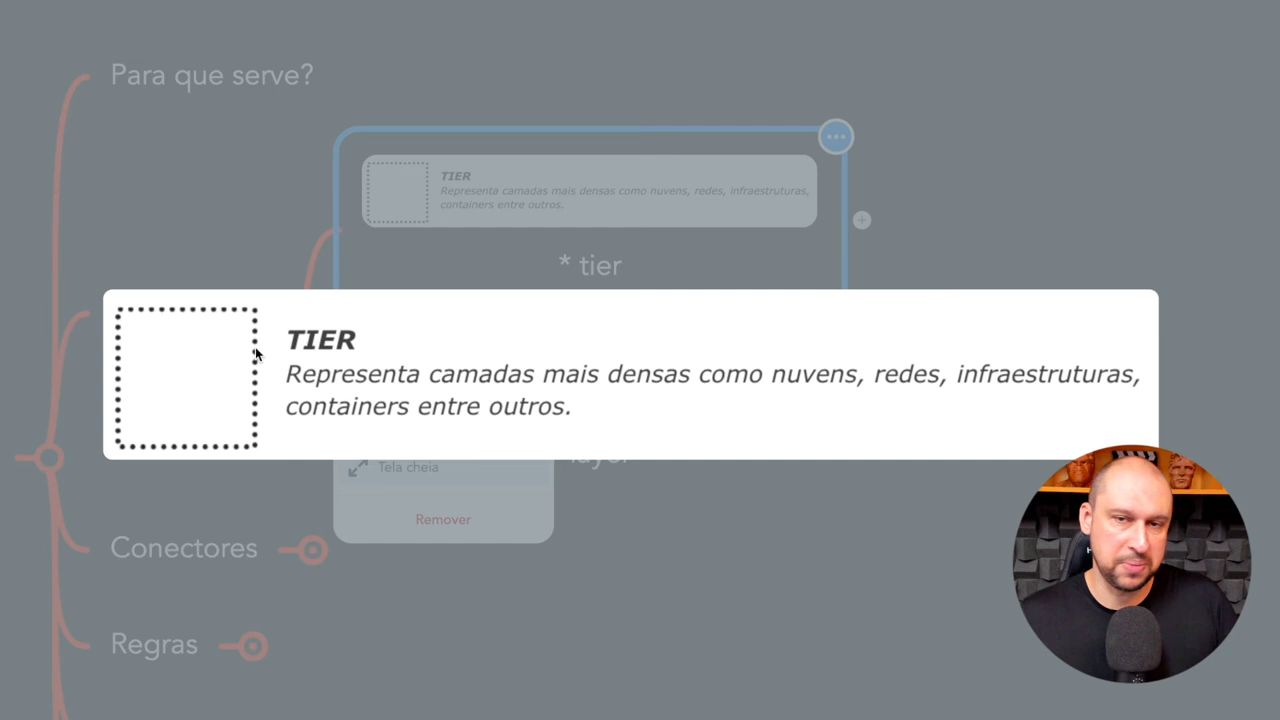 Para que serve?
TIER
Representa camadas mais densas como nuvens, redes, infraestruturas,
containers entre outros.
* tier
TIER
Representa camadas mais densas como nuvens, redes, infraestruturas,
containers entre outros.
Tela cheia
Remover
Conectores
Regras